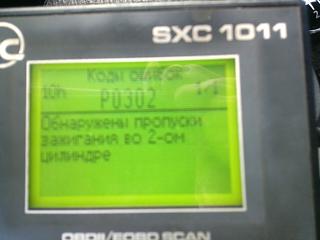 SXC 1011
Коды ошибок
10h P0302 1/1
Обнаружены пропуски
зажигания во 2-ом
цилиндре
OBDII/EOBD SCAN